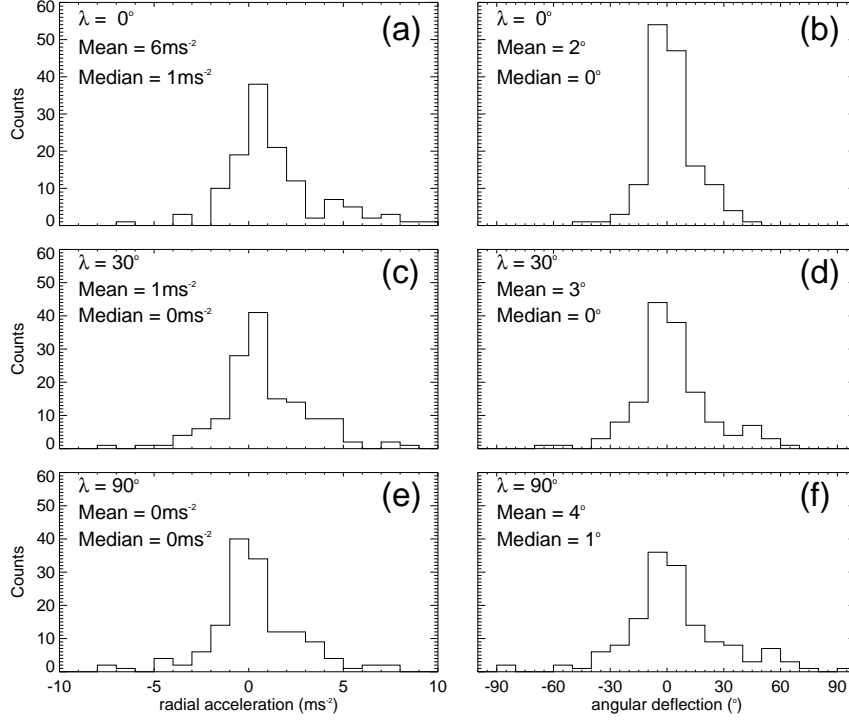 60
50
40
30
20
10
0
Counts
λ = 0°
Mean = 6ms⁻²
Median = 1ms⁻²
(a)
λ = 0°
Mean = 2°
Median = 0°
(b)
60
50
40
30
20
10
0
Counts
λ = 30°
Mean = 1ms⁻²
Median = 0ms⁻²
(c)
λ = 30°
Mean = 3°
Median = 0°
(d)
60
50
40
30
20
10
0
Counts
λ = 90°
Mean = 0ms⁻²
Median = 0ms⁻²
(e)
λ = 90°
Mean = 4°
Median = 1°
(f)
-10 -5 0 5 10
radial acceleration (ms⁻²)
-90 -60 -30 0 30 60 90
angular deflection (°)